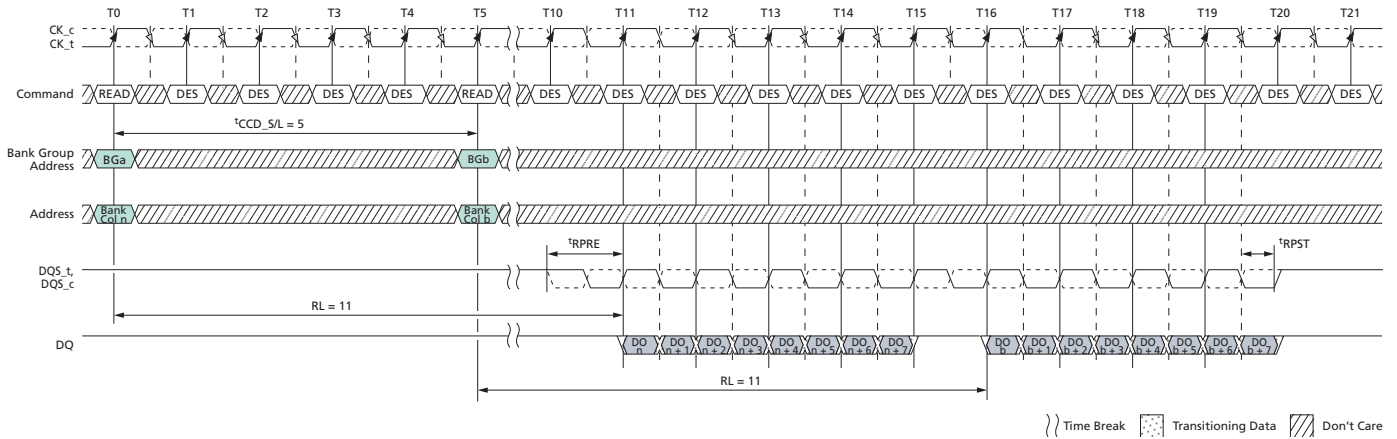 T0 T1 T2 T3 T4 T5 T10 T11 T12 T13 T14 T15 T16 T17 T18 T19 T20 T21
CK_c
CK_t
Command READ DES DES DES DES READ DES DES DES DES DES DES DES DES DES DES DES DES
tCCD_S/L = 5
Bank Group
Address
BGa BGb
Address
Bank
Col n
Bank
Col b
tRPRE tRPST
DQS_t,
DQS_c
RL = 11
DQ
DO
n
DO
n + 1
DO
n + 2
DO
n + 3
DO
n + 4
DO
n + 5
DO
n + 6
DO
n + 7
DO
b
DO
b + 1
DO
b + 2
DO
b + 3
DO
b + 4
DO
b + 5
DO
b + 6
DO
b + 7
RL = 11
Time Break Transitioning Data Don't Care